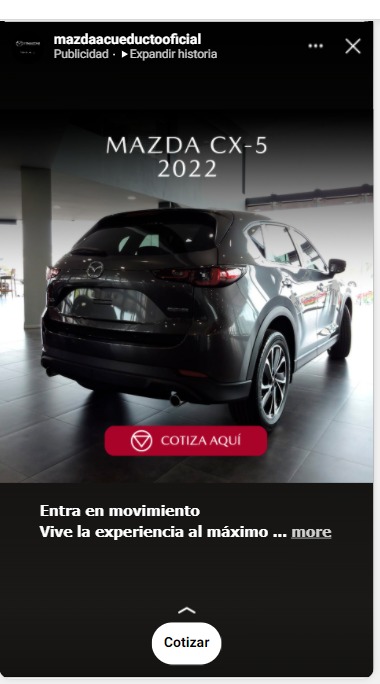 mazdaacueductooficial
Publicidad · ▶Expandir historia
MAZDA CX-5
2022
COTIZA AQUÍ
Entra en movimiento
Vive la experiencia al máximo ... more
Cotizar